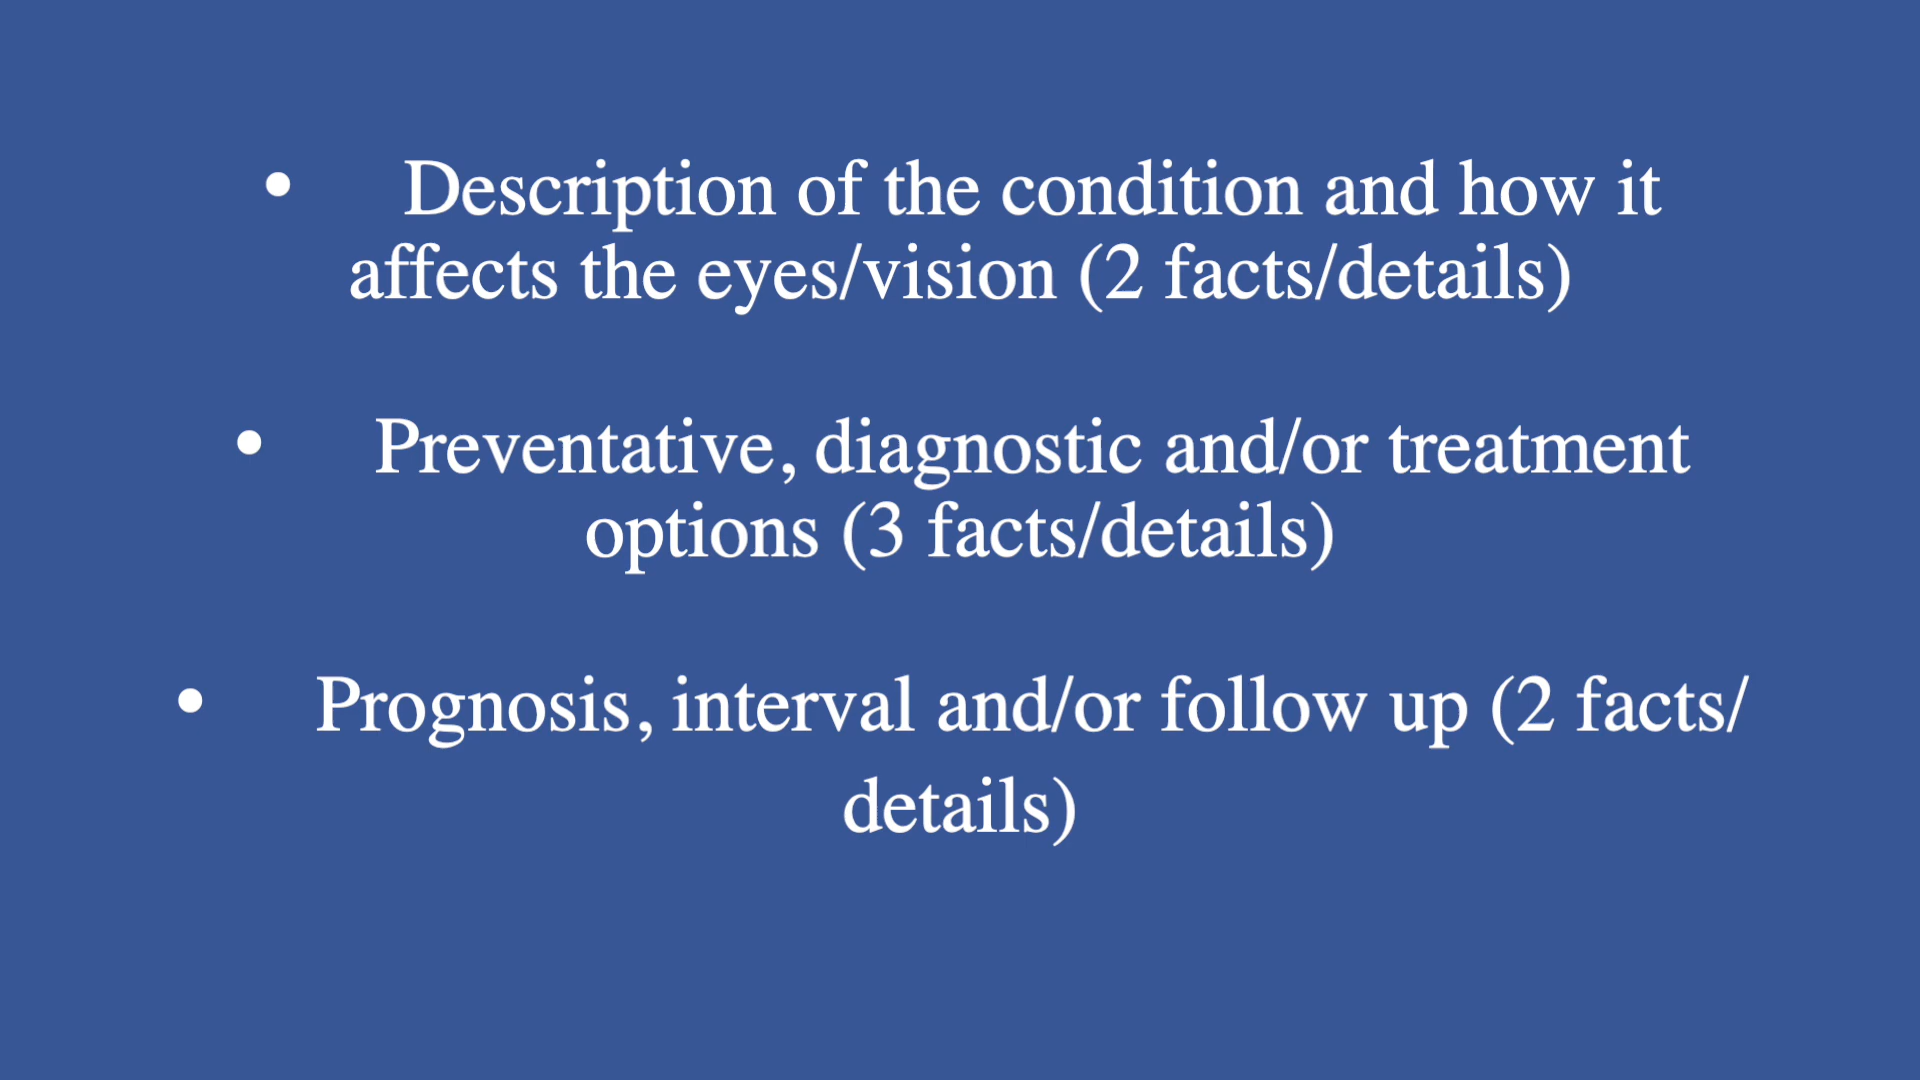 • Description of the condition and how it
affects the eyes/vision (2 facts/details)
• Preventative, diagnostic and/or treatment
options (3 facts/details)
• Prognosis, interval and/or follow up (2 facts/
details)